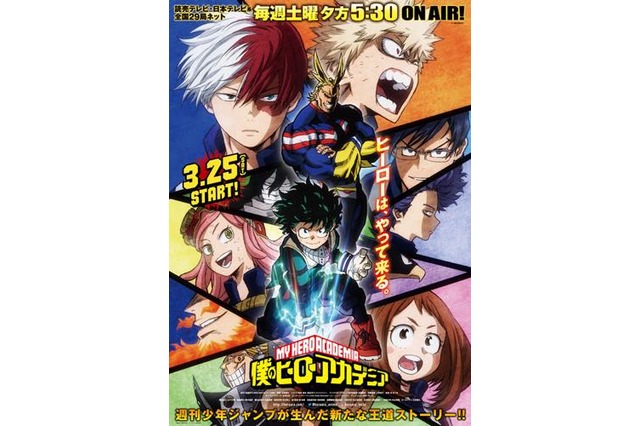 読売テレビ・日本テレビ系
全国29局ネット
毎週土曜 夕方5:30 ON AIR!
3.25
START!
ヒーローは、やって来る。
MY HERO ACADEMIA
僕のヒーローアカデミア
週刊少年ジャンプが生んだ新たな王道ストーリー!!